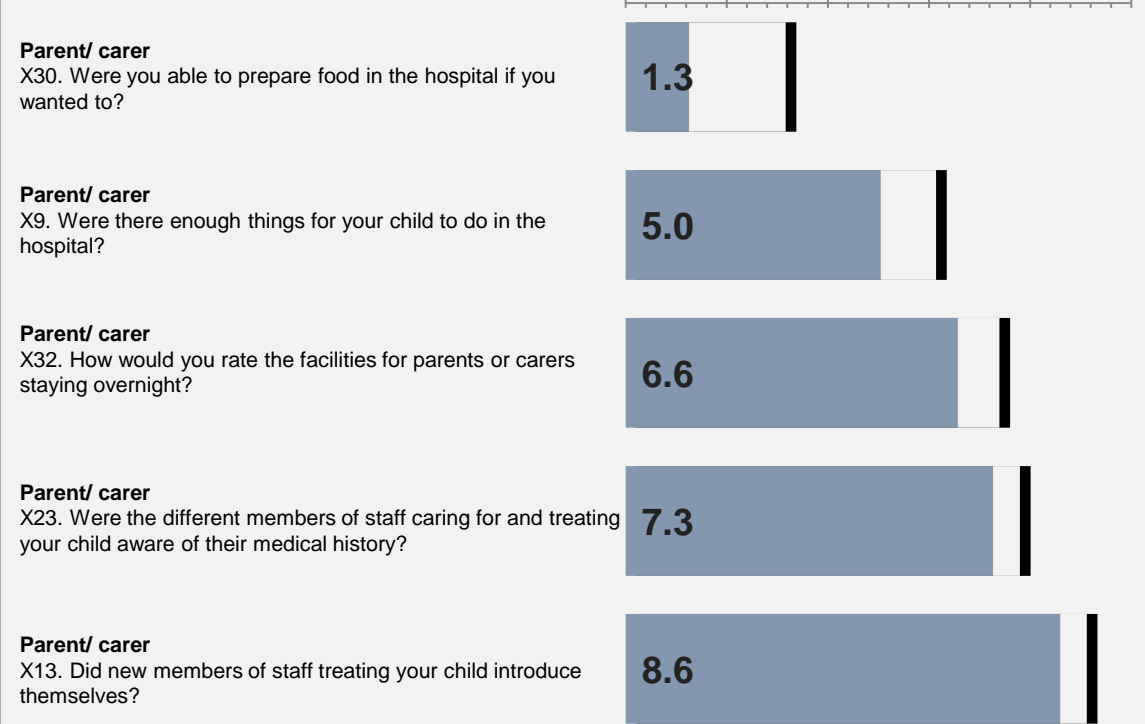 Parent/ carer
X30. Were you able to prepare food in the hospital if you
wanted to?
1.3
Parent/ carer
X9. Were there enough things for your child to do in the
hospital?
5.0
Parent/ carer
X32. How would you rate the facilities for parents or carers
staying overnight?
6.6
Parent/ carer
X23. Were the different members of staff caring for and treating
your child aware of their medical history?
7.3
Parent/ carer
X13. Did new members of staff treating your child introduce
themselves?
8.6